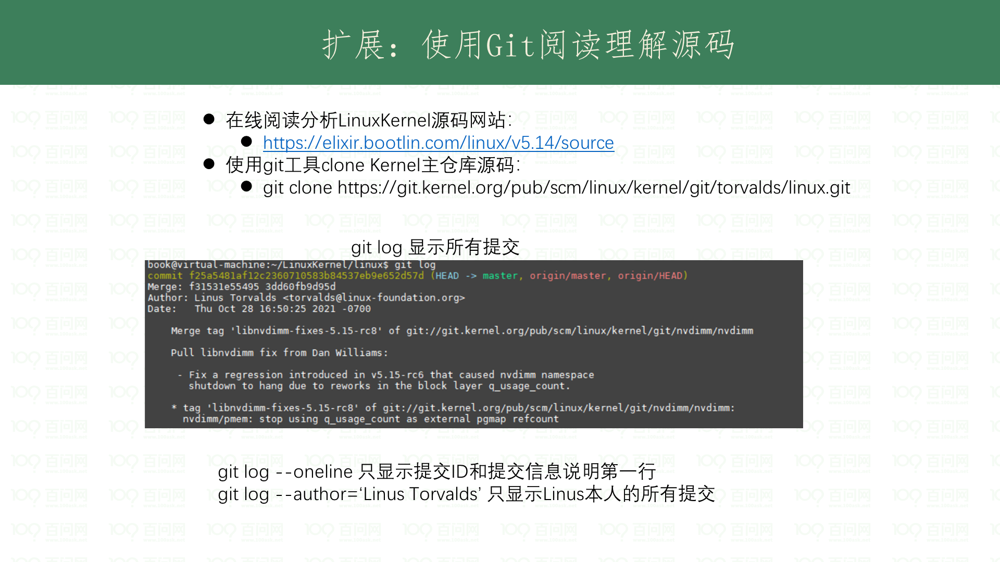 扩展：使用Git阅读理解源码
在线阅读分析LinuxKernel源码网站：
https://elixir.bootlin.com/linux/v5.14/source
使用git工具clone Kernel主仓库源码：
git clone https://git.kernel.org/pub/scm/linux/kernel/git/torvalds/linux.git
git log 显示所有提交
book@virtual-machine:~/LinuxKernel/linux$ git log
commit f25a5481af12c2360710583b84537eb9e652d57d (HEAD -> master, origin/master, origin/HEAD)
Merge: f31531e55495 3dd60fb9d95d
Author: Linus Torvalds <torvalds@linux-foundation.org>
Date:   Thu Oct 28 16:50:25 2021 -0700
Merge tag 'libnvdimm-fixes-5.15-rc8' of git://git.kernel.org/pub/scm/linux/kernel/git/nvdimm/nvdimm
Pull libnvdimm fix from Dan Williams:
- Fix a regression introduced in v5.15-rc6 that caused nvdimm namespace
shutdown to hang due to reworks in the block layer q_usage_count.
* tag 'libnvdimm-fixes-5.15-rc8' of git://git.kernel.org/pub/scm/linux/kernel/git/nvdimm/nvdimm:
nvdimm/pmem: stop using q_usage_count as external pgmap refcount
git log --oneline 只显示提交ID和提交信息说明第一行
git log --author=‘Linus Torvalds’ 只显示Linus本人的所有提交